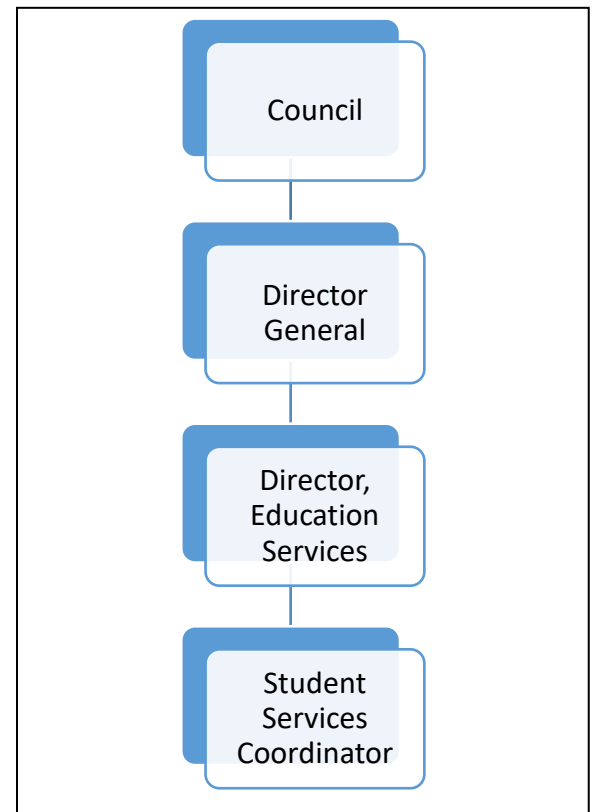 Council
Director
General
Director,
Education
Services
Student
Services
Coordinator